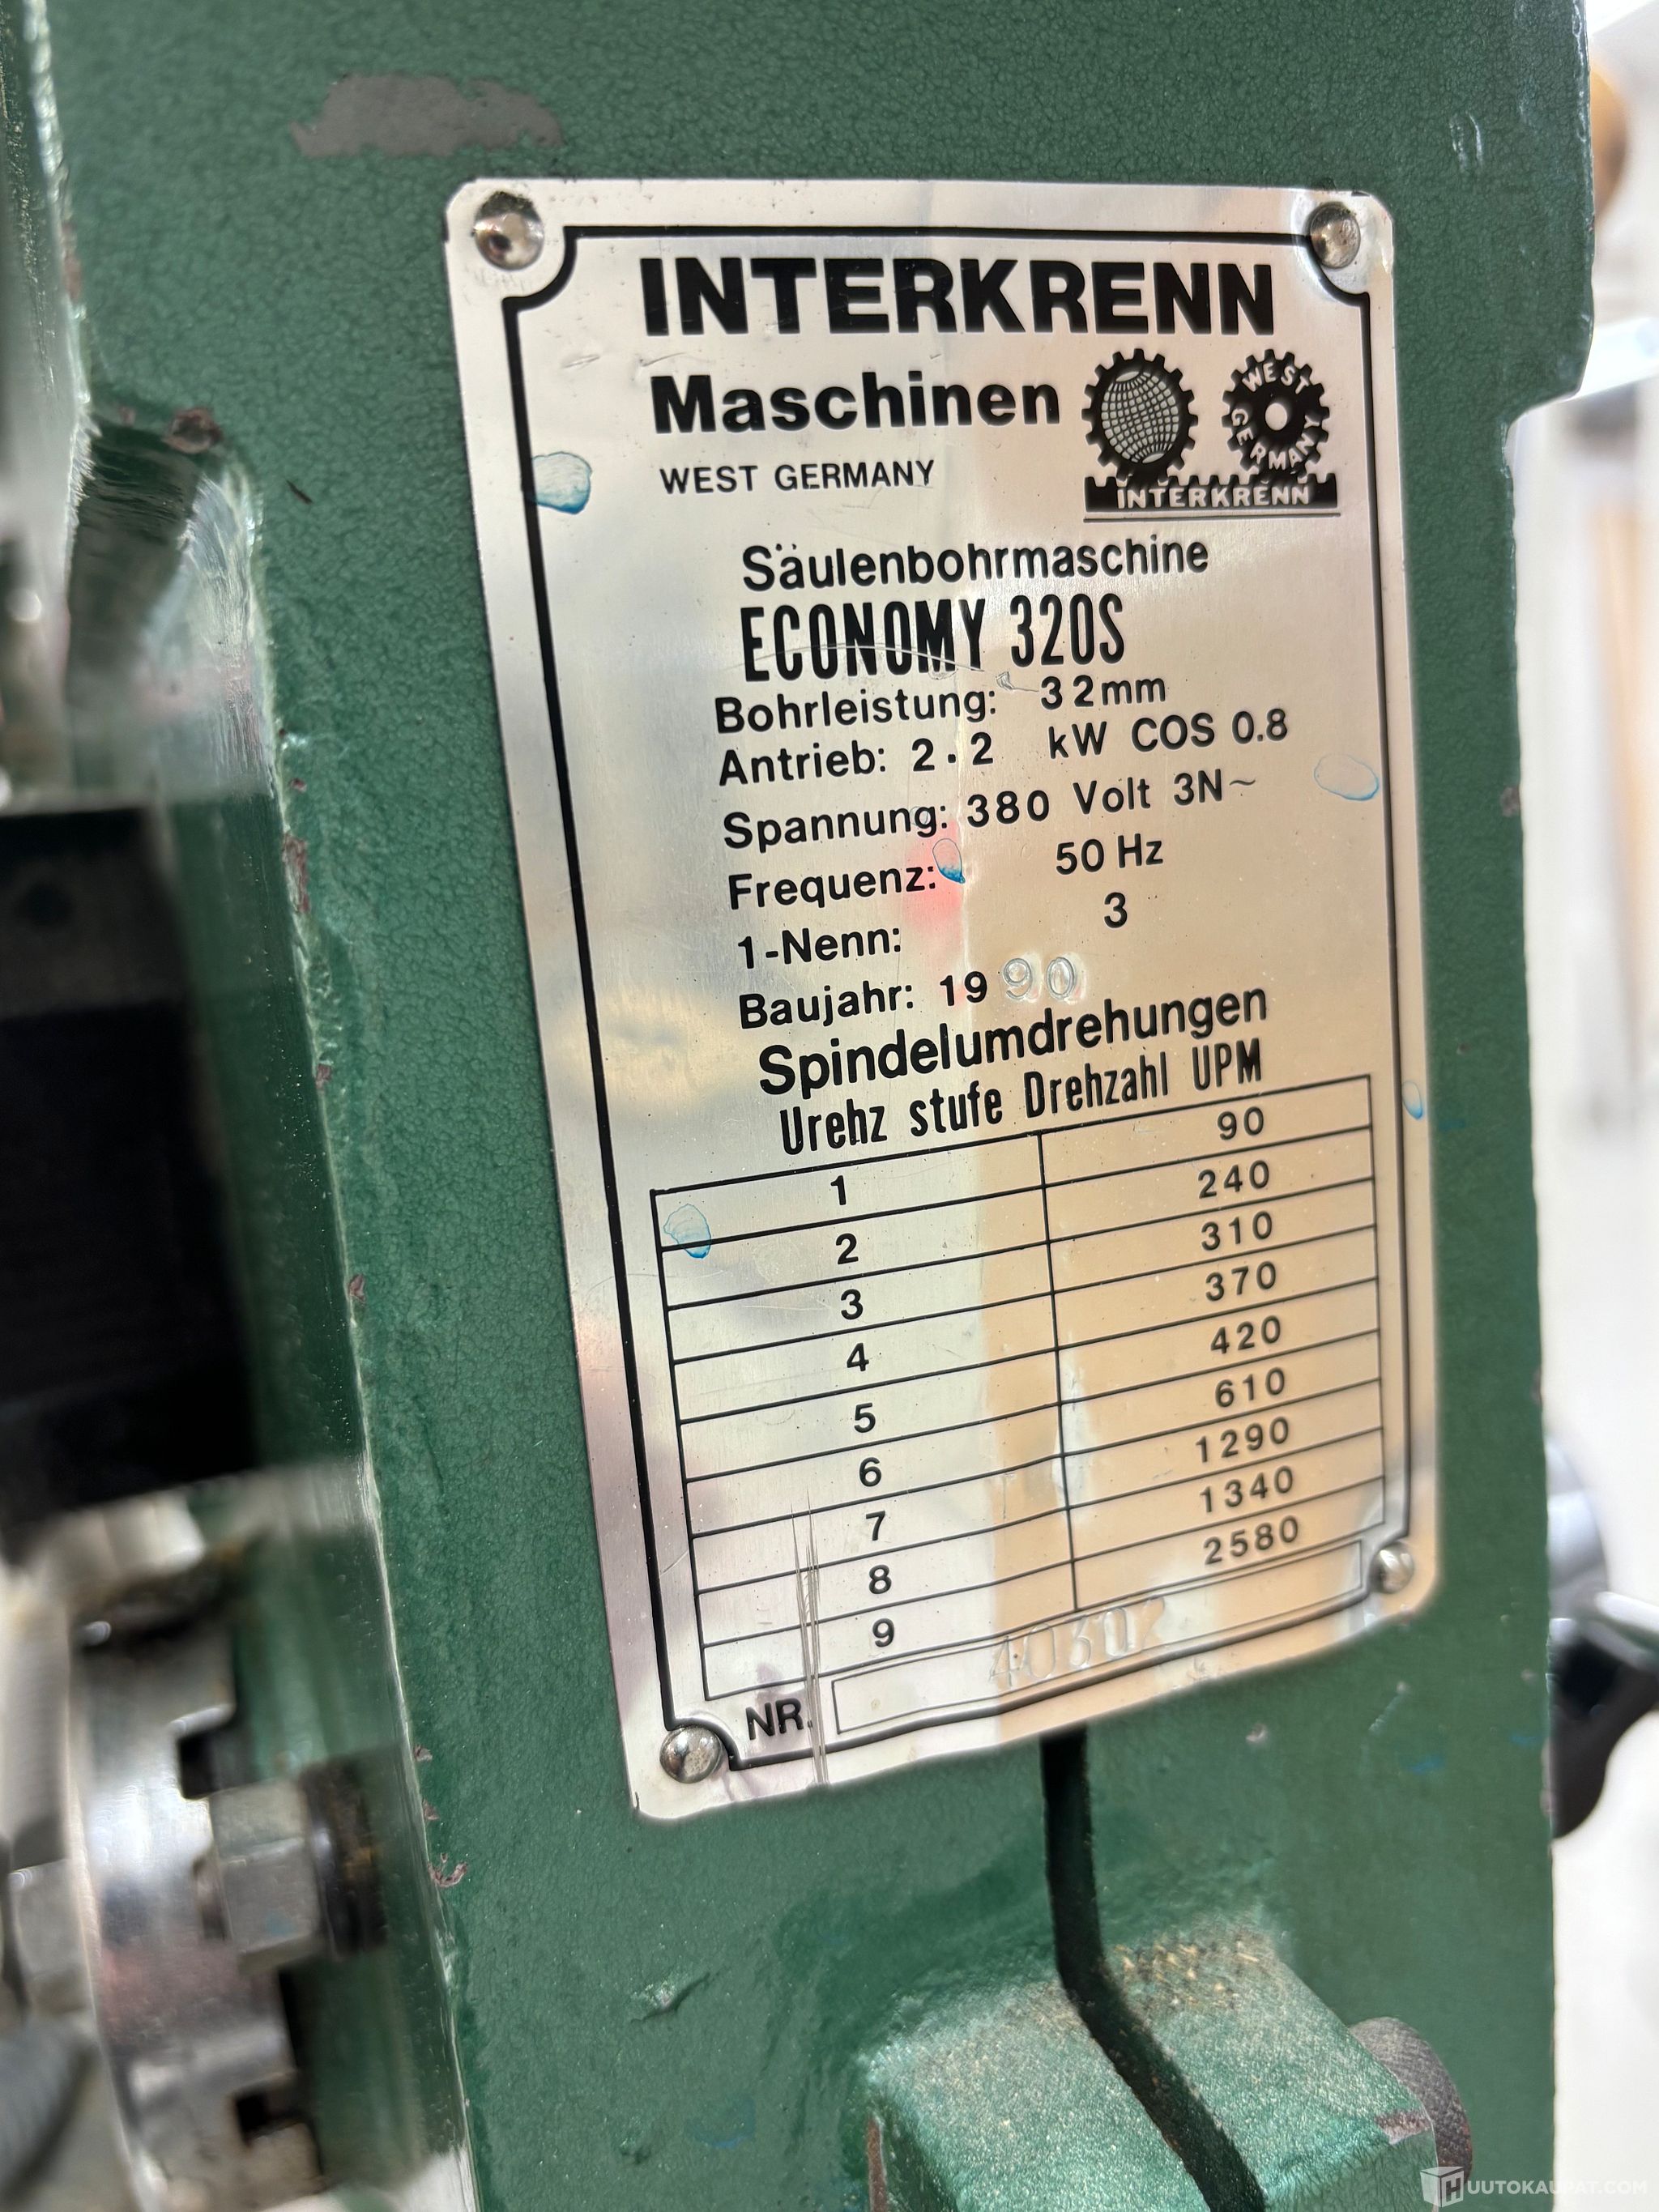 INTERKRENN
Maschinen
WEST GERMANY
WEST GERMANY
INTERKRENN
Säulenbohrmaschine
ECONOMY 320S
Bohrleistung: 32mm
Antrieb: 2.2 kW COS 0.8
Spannung: 380 Volt 3N~
Frequenz: 50 Hz
1-Nenn: 3
Baujahr: 1990
Spindelumdrehungen
Urehz stufe Drehzahl UPM
1 90
2 240
3 310
4 370
5 420
6 610
7 1290
8 1340
9 2580
NR. 40302
HUUTOKAUPAT.COM